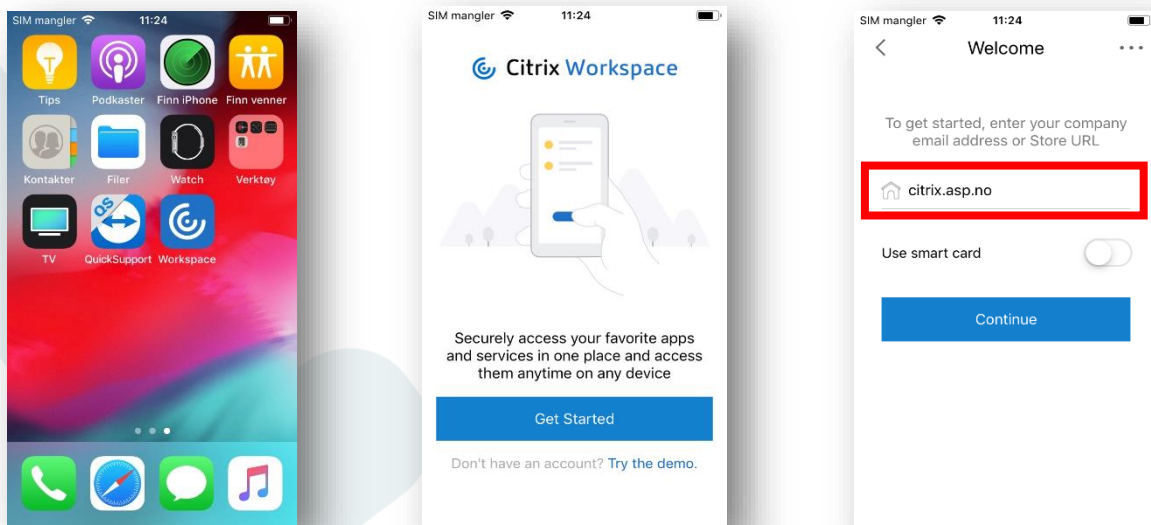 SIM mangler 11:24
Tips Podkaster Finn iPhone Finn venner
Kontakter Filer Watch Verktøy
QS
TV QuickSupport Workspace
SIM mangler 11:24
Citrix Workspace
Securely access your favorite apps
and services in one place and access
them anytime on any device
Get Started
Don't have an account? Try the demo.
SIM mangler 11:24
Welcome
To get started, enter your company
email address or Store URL
citrix.asp.no
Use smart card
Continue